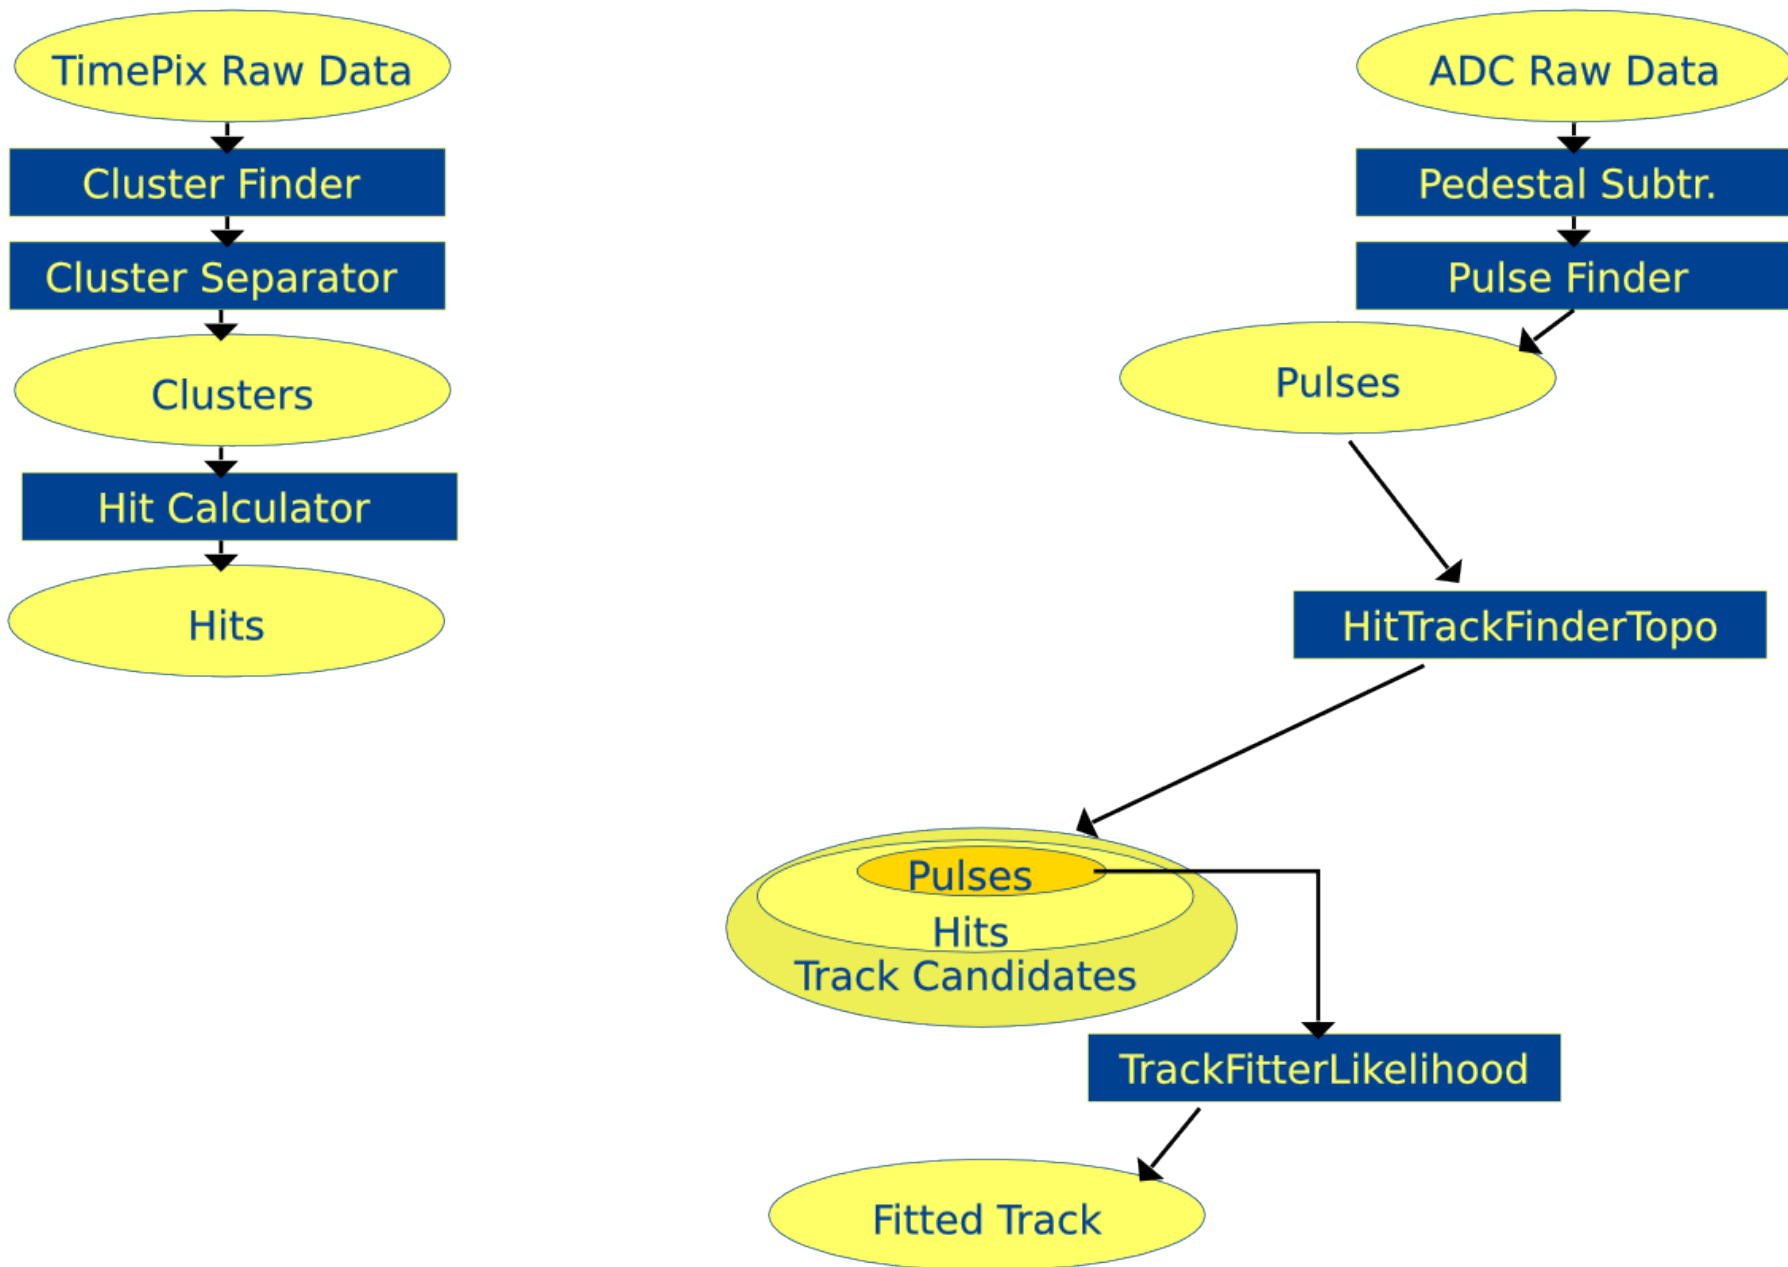 TimePix Raw Data
Cluster Finder
Cluster Separator
Clusters
Hit Calculator
Hits
ADC Raw Data
Pedestal Subtr.
Pulse Finder
Pulses
HitTrackFinderTopo
Pulses
Hits
Track Candidates
TrackFitterLikelihood
Fitted Track